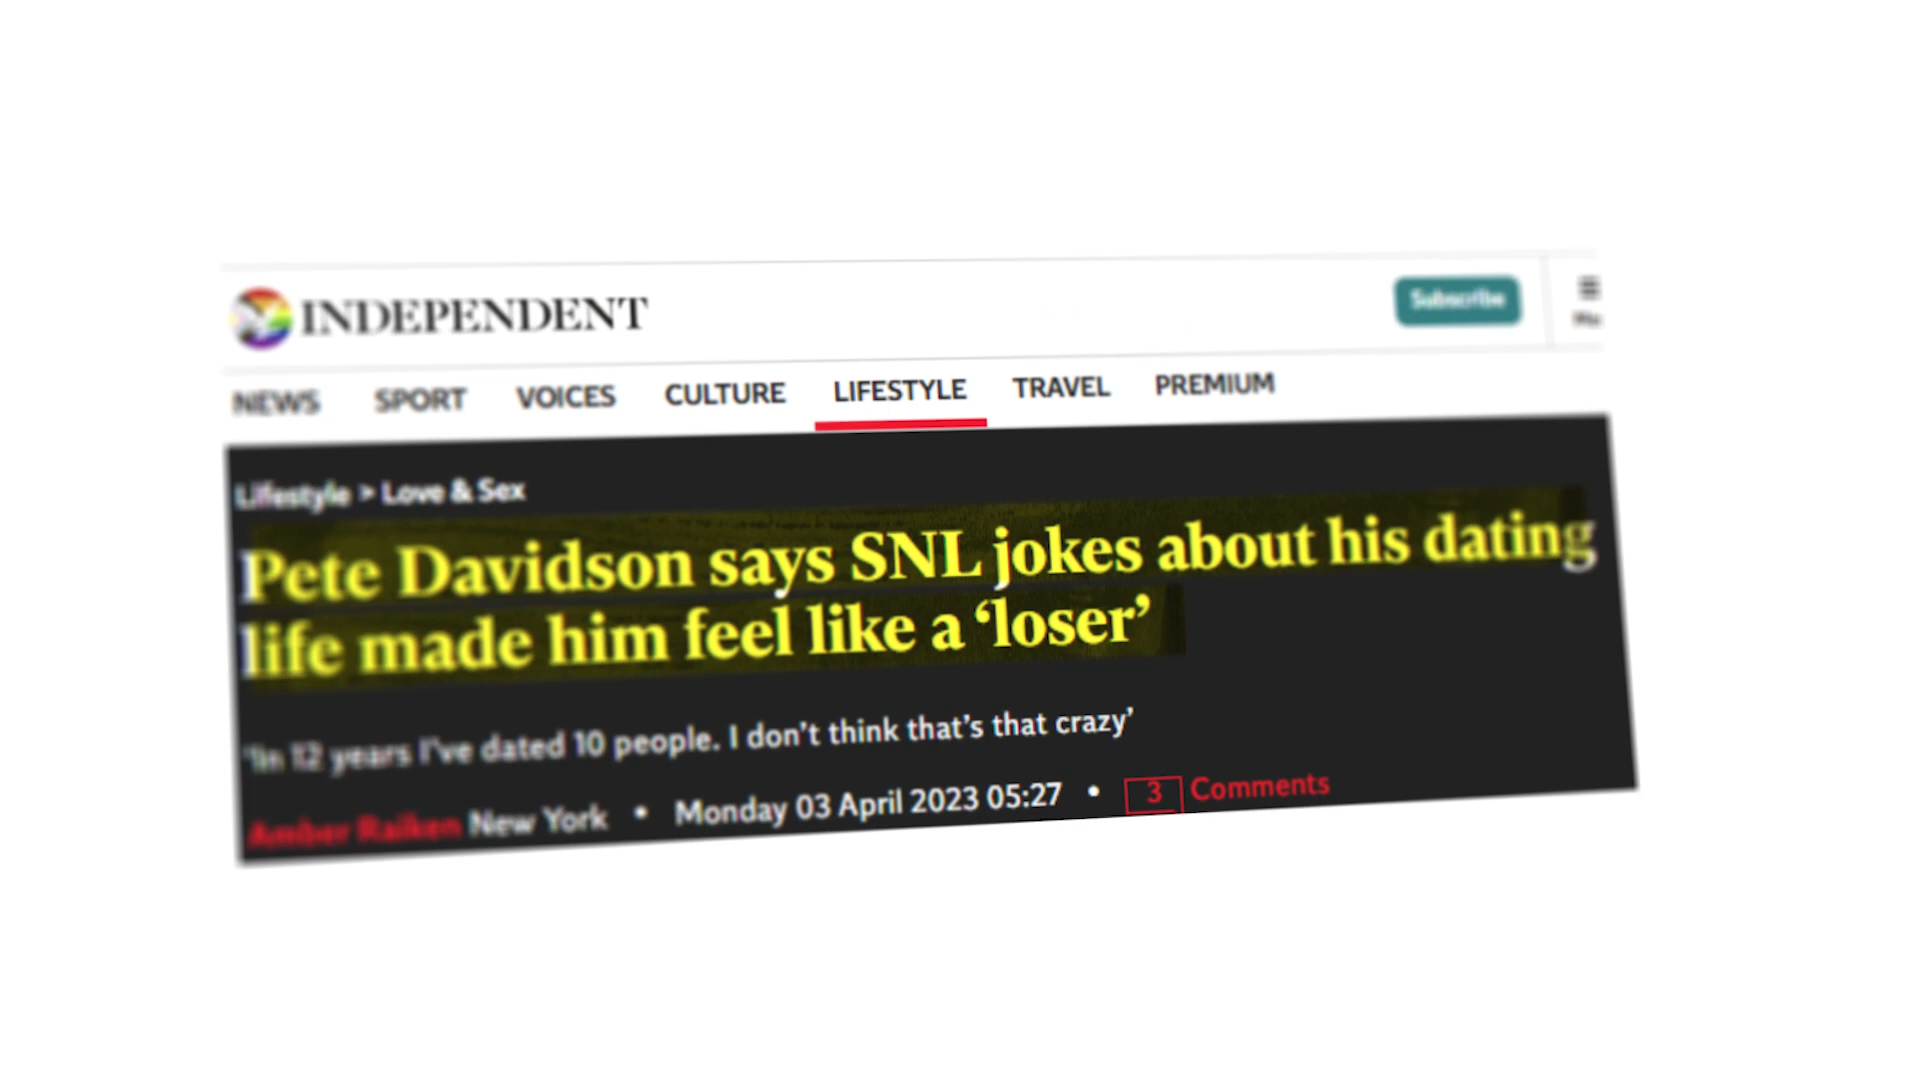 INDEPENDENT
Subscribe
NEWS SPORT VOICES CULTURE LIFESTYLE TRAVEL PREMIUM
Lifestyle > Love & Sex
Pete Davidson says SNL jokes about his dating
life made him feel like a ‘loser’
‘In 12 years I’ve dated 10 people. I don’t think that’s that crazy’
Amber Raiken New York • Monday 03 April 2023 05:27 • 3 Comments